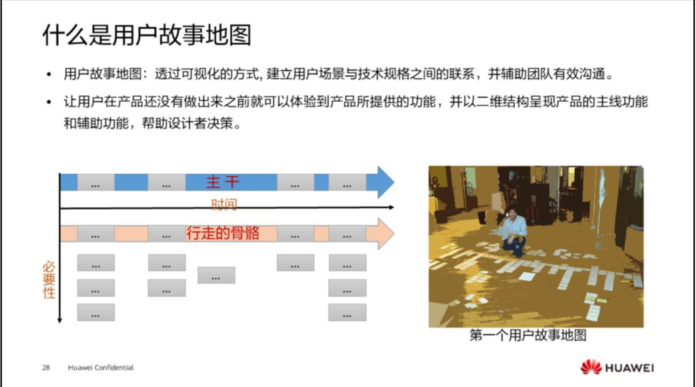 什么是用户故事地图
• 用户故事地图：透过可视化的方式, 建立用户场景与技术规格之间的联系，并辅助团队有效沟通。
• 让用户在产品还没有做出来之前就可以体验到产品所提供的功能，并以二维结构呈现产品的主线功能
和辅助功能，帮助设计者决策。
... ... 主 干 ... ...
时间
... ... 行走的骨骼 ... ...
必要性
... ... ... ...
...
... ... ...
... ...
第一个用户故事地图
28 Huawei Confidential
HUAWEI